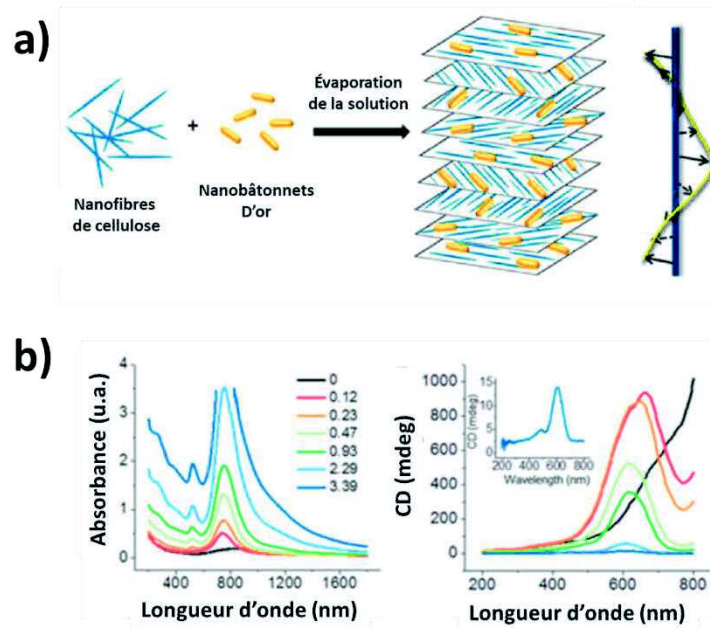 a)
Nanofibres
de cellulose
+
Nanobâtonnets
D'or
Évaporation
de la solution
b)
Absorbance (u.a.)
4
3
2
1
0
400
800
1200
1600
Longueur d'onde (nm)
0
0.12
0.23
0.47
0.93
2.29
3.39
CD (mdeg)
1000
800
600
400
200
0
200
400
600
800
Longueur d'onde (nm)
CD (mdeg)
15
10
5
0
200
400
600
800
Wavelength (nm)